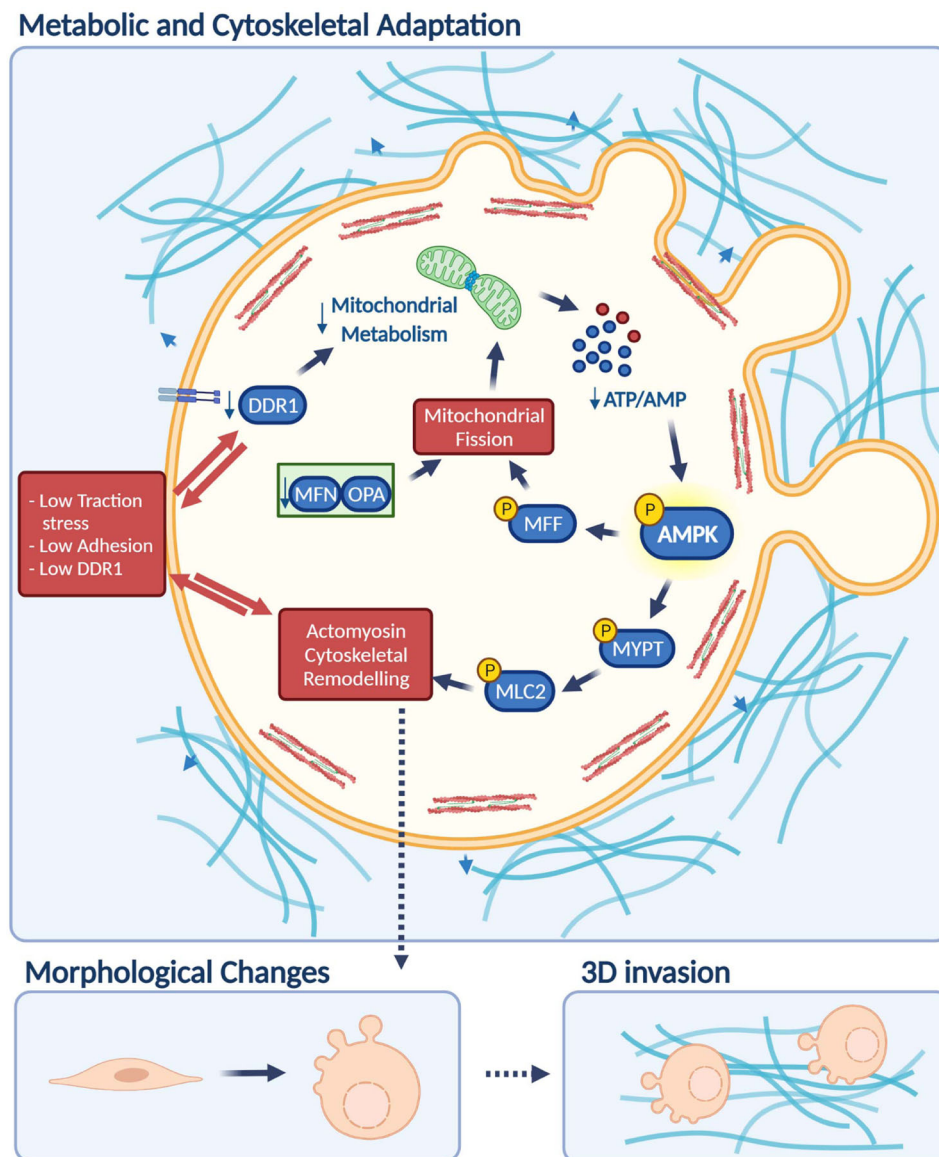 Metabolic and Cytoskeletal Adaptation
↓ Mitochondrial
Metabolism
↓ DDR1
Mitochondrial
Fission
↓ ATP/AMP
- Low Traction
stress
- Low Adhesion
- Low DDR1
↓ MFN OPA
P
MFF
P
AMPK
Actomyosin
Cytoskeletal
Remodelling
P
MLC2
P
MYPT
Morphological Changes
3D invasion